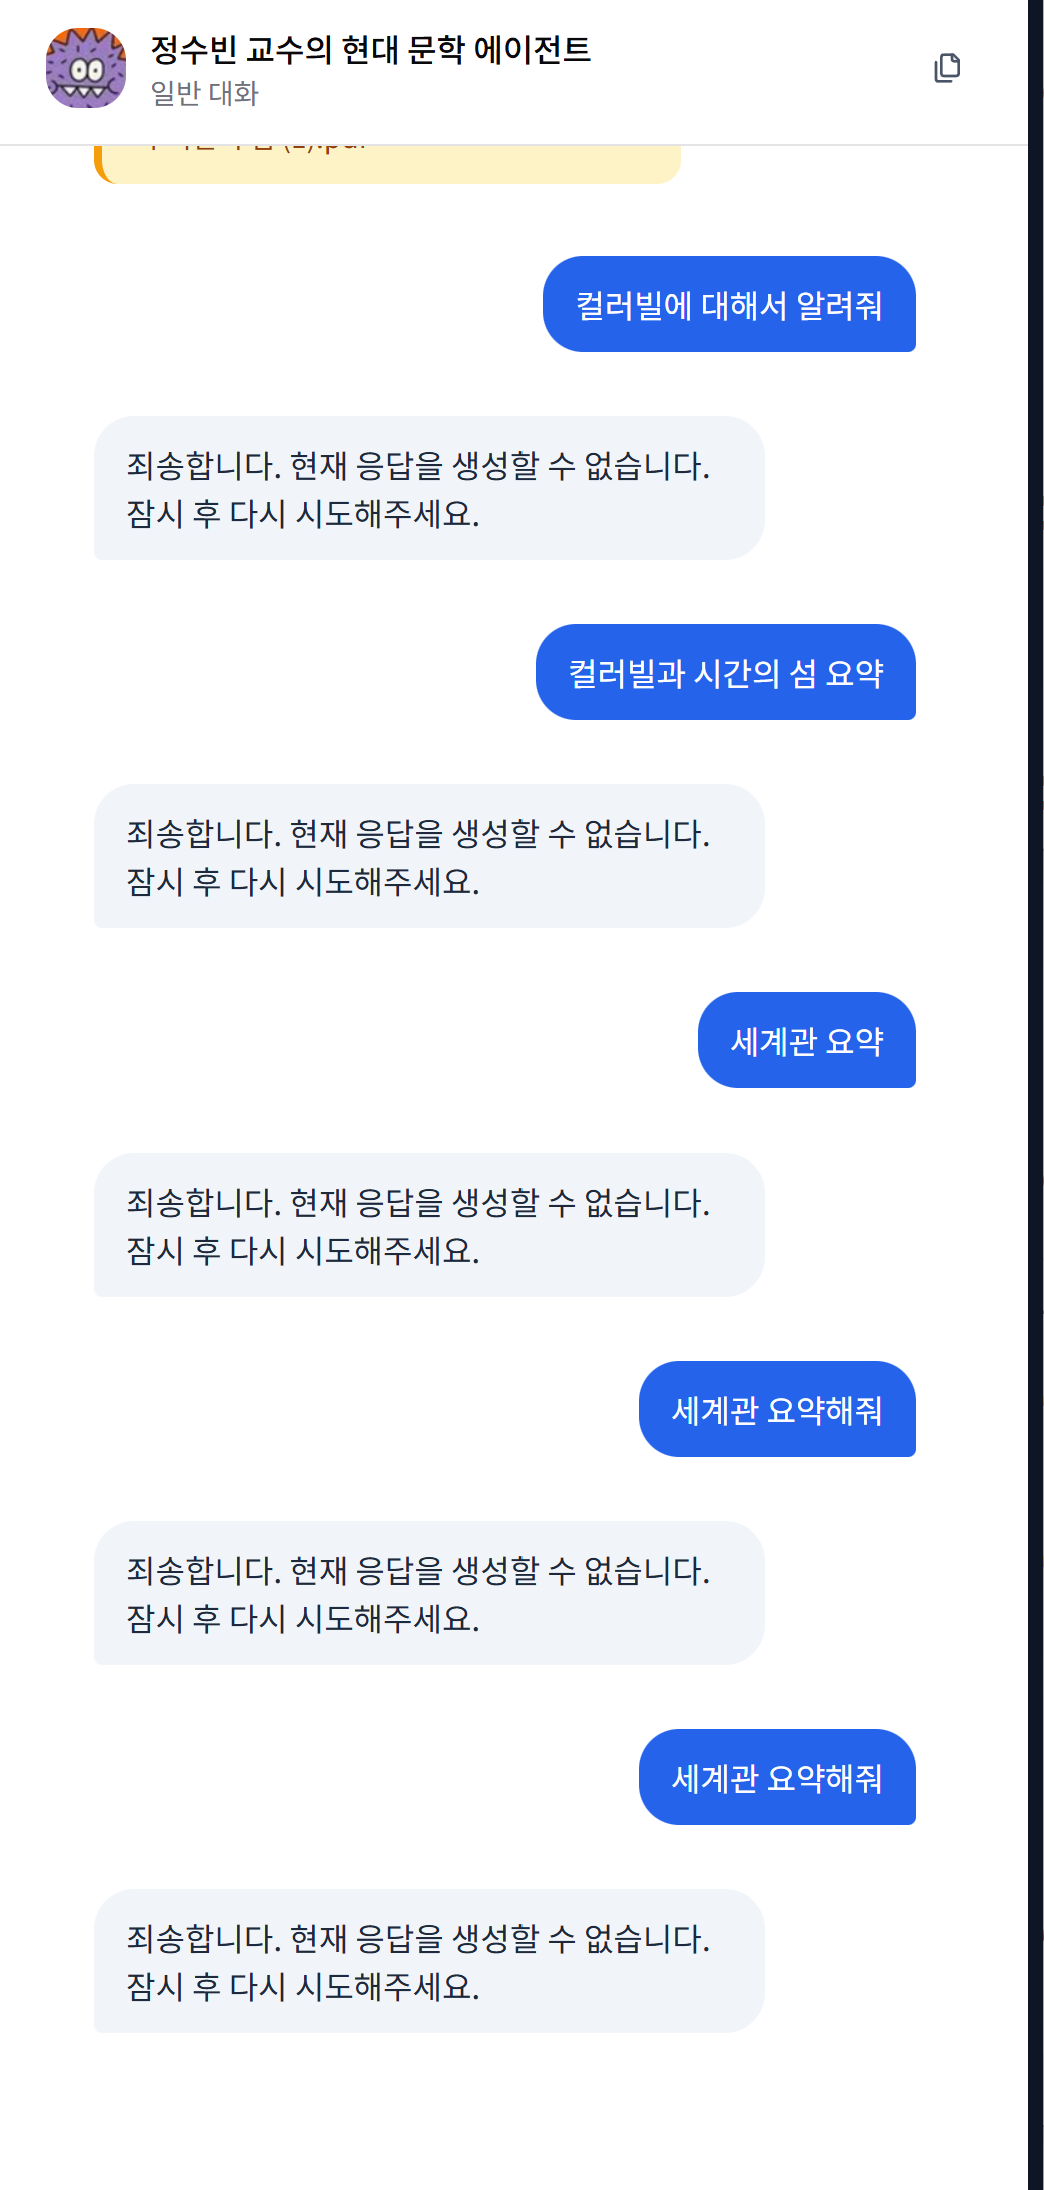 정수빈 교수의 현대 문학 에이전트
일반 대화
컬러빌에 대해서 알려줘
죄송합니다. 현재 응답을 생성할 수 없습니다.
잠시 후 다시 시도해주세요.
컬러빌과 시간의 섬 요약
죄송합니다. 현재 응답을 생성할 수 없습니다.
잠시 후 다시 시도해주세요.
세계관 요약
죄송합니다. 현재 응답을 생성할 수 없습니다.
잠시 후 다시 시도해주세요.
세계관 요약해줘
죄송합니다. 현재 응답을 생성할 수 없습니다.
잠시 후 다시 시도해주세요.
세계관 요약해줘
죄송합니다. 현재 응답을 생성할 수 없습니다.
잠시 후 다시 시도해주세요.